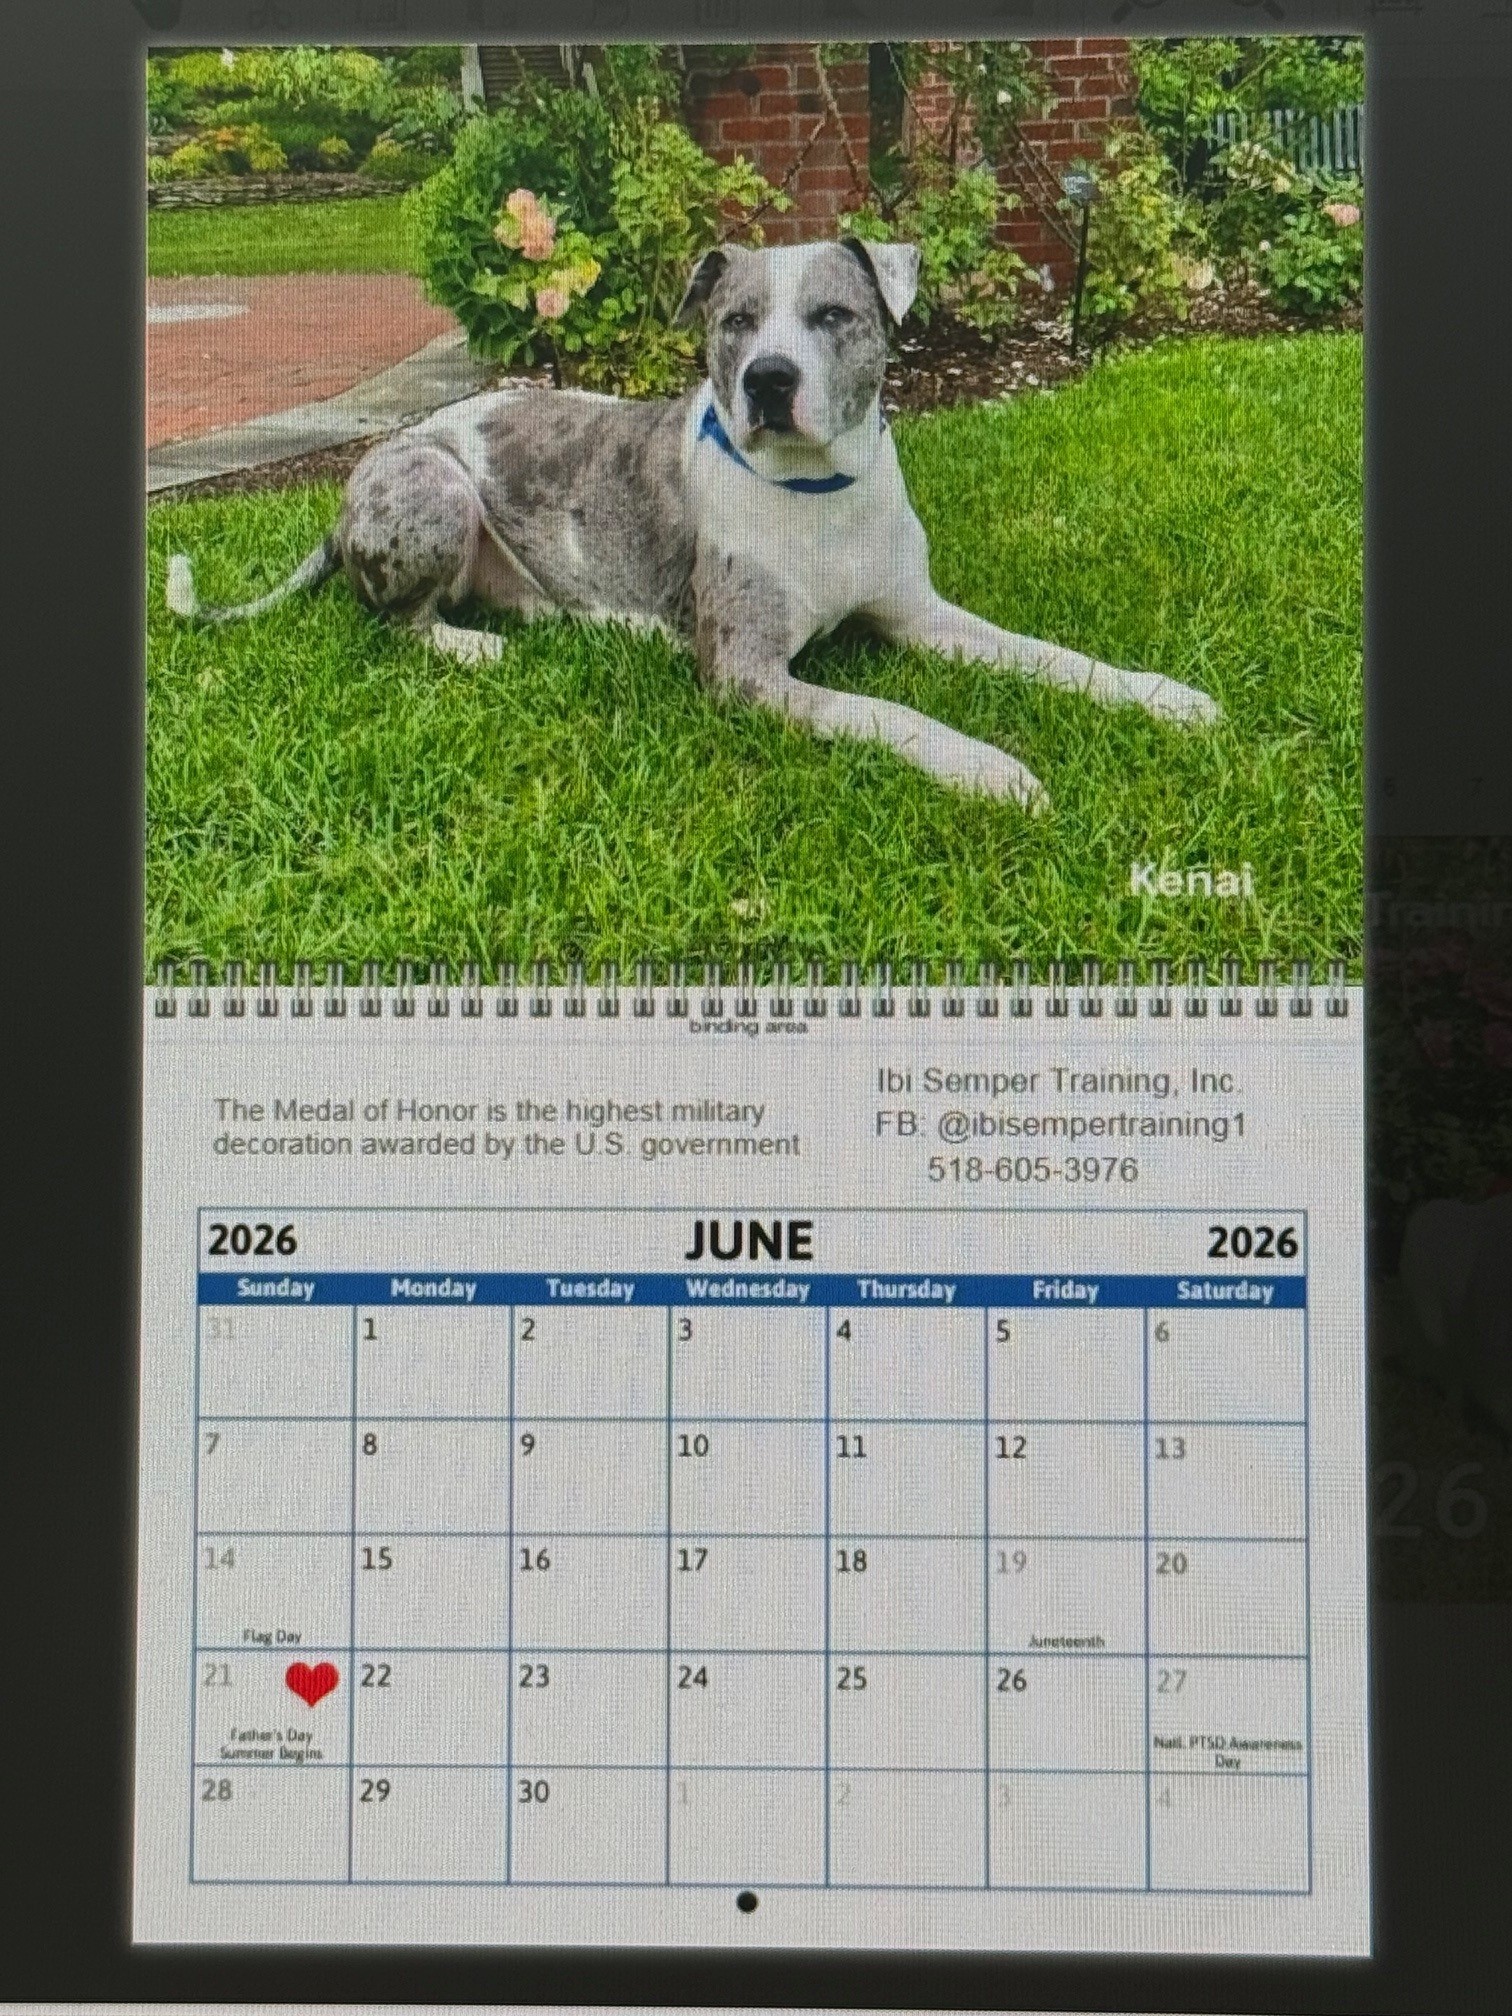 Kenai
binding area
The Medal of Honor is the highest military
decoration awarded by the U.S. government
Ibi Semper Training, Inc.
FB: @ibisempertraining1
518-605-3976
2026 JUNE 2026
Sunday Monday Tuesday Wednesday Thursday Friday Saturday
31 1 2 3 4 5 6
7 8 9 10 11 12 13
14 15 16 17 18 19 20
Flag Day Juneteenth
21 22 23 24 25 26 27
Father's Day
Summer Begins
Natl. PTSD Awareness
Day
28 29 30 1 2 3 4
Trainin
26